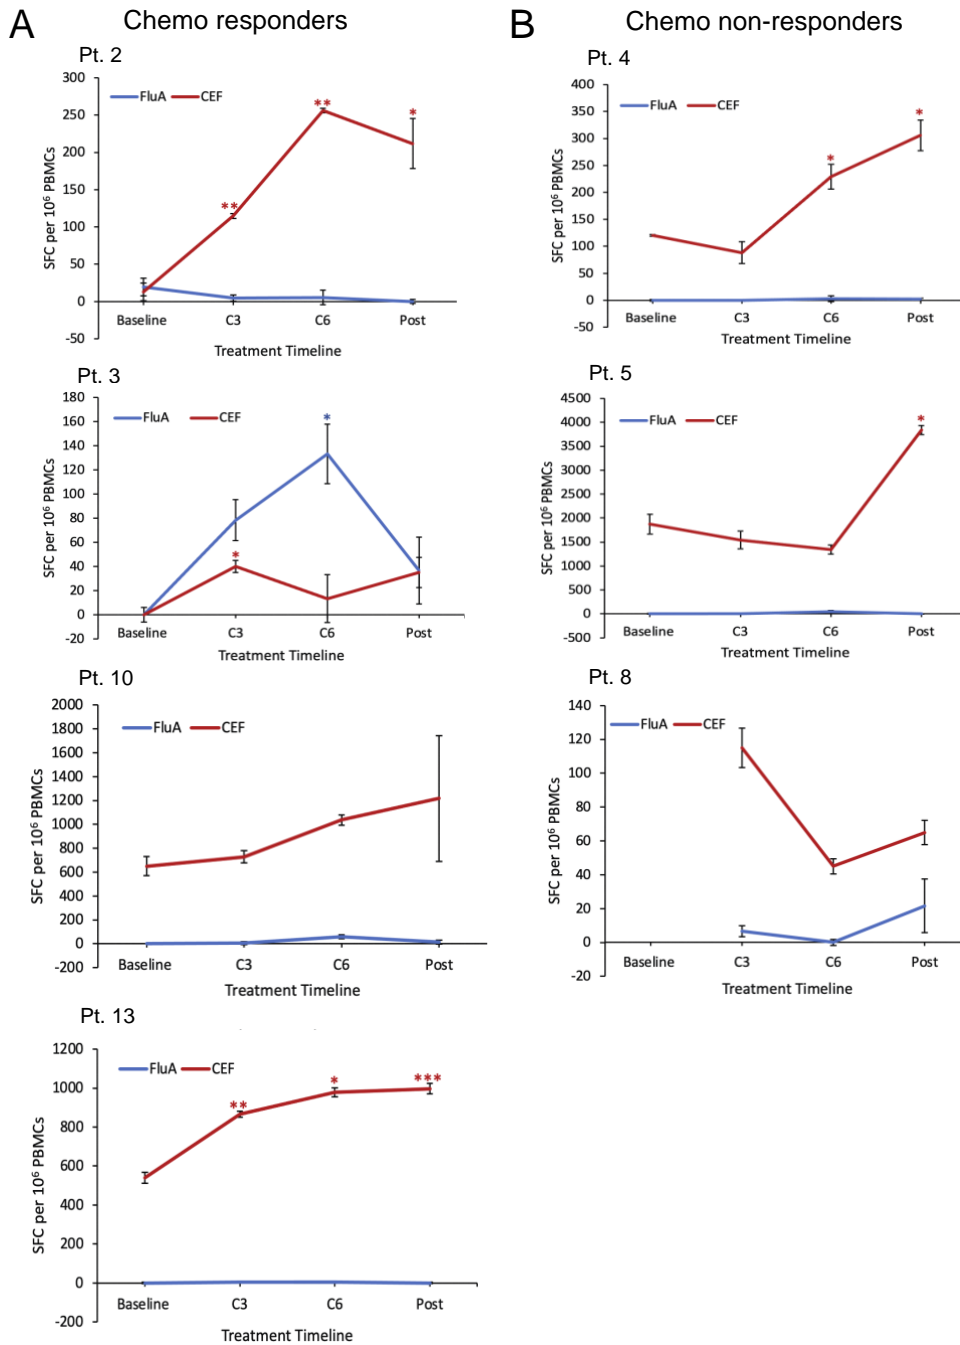 A Chemo responders
Pt. 2
300
250
200
150
100
50
0
-50
SFC per 10⁶ PBMCs
FluA CEF
**
**
*
Baseline C3 C6 Post
Treatment Timeline
Pt. 3
180
160
140
120
100
80
60
40
20
0
-20
SFC per 10⁶ PBMCs
FluA CEF
*
*
Baseline C3 C6 Post
Treatment Timeline
Pt. 10
2000
1800
1600
1400
1200
1000
800
600
400
200
0
-200
SFC per 10⁶ PBMCs
FluA CEF
Baseline C3 C6 Post
Treatment Timeline
Pt. 13
1200
1000
800
600
400
200
0
-200
SFC per 10⁶ PBMCs
FluA CEF
**
*
***
Baseline C3 C6 Post
Treatment Timeline
B Chemo non-responders
Pt. 4
400
350
300
250
200
150
100
50
0
-50
SFC per 10⁶ PBMCs
FluA CEF
*
*
Baseline C3 C6 Post
Treatment Timeline
Pt. 5
4500
4000
3500
3000
2500
2000
1500
1000
500
0
-500
SFC per 10⁶ PBMCs
FluA CEF
*
Baseline C3 C6 Post
Treatment Timeline
Pt. 8
140
120
100
80
60
40
20
0
-20
SFC per 10⁶ PBMCs
FluA CEF
Baseline C3 C6 Post
Treatment Timeline